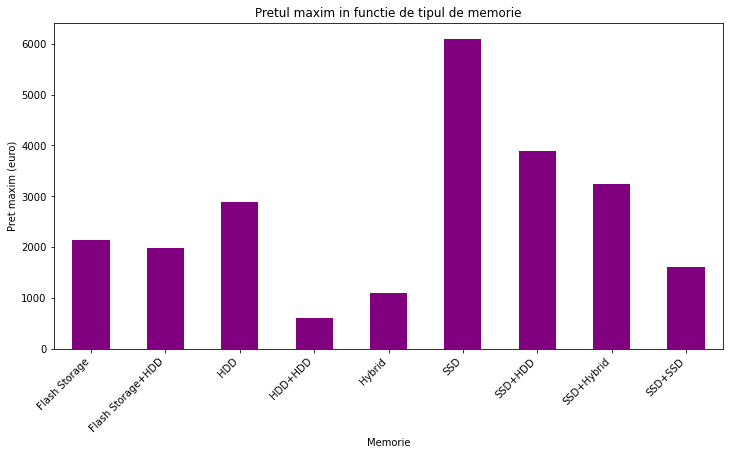 Pretul maxim in functie de tipul de memorie
Pret maxim (euro)
6000
5000
4000
3000
2000
1000
0
Flash Storage
Flash Storage+HDD
HDD
HDD+HDD
Hybrid
SSD
SSD+HDD
SSD+Hybrid
SSD+SSD
Memorie